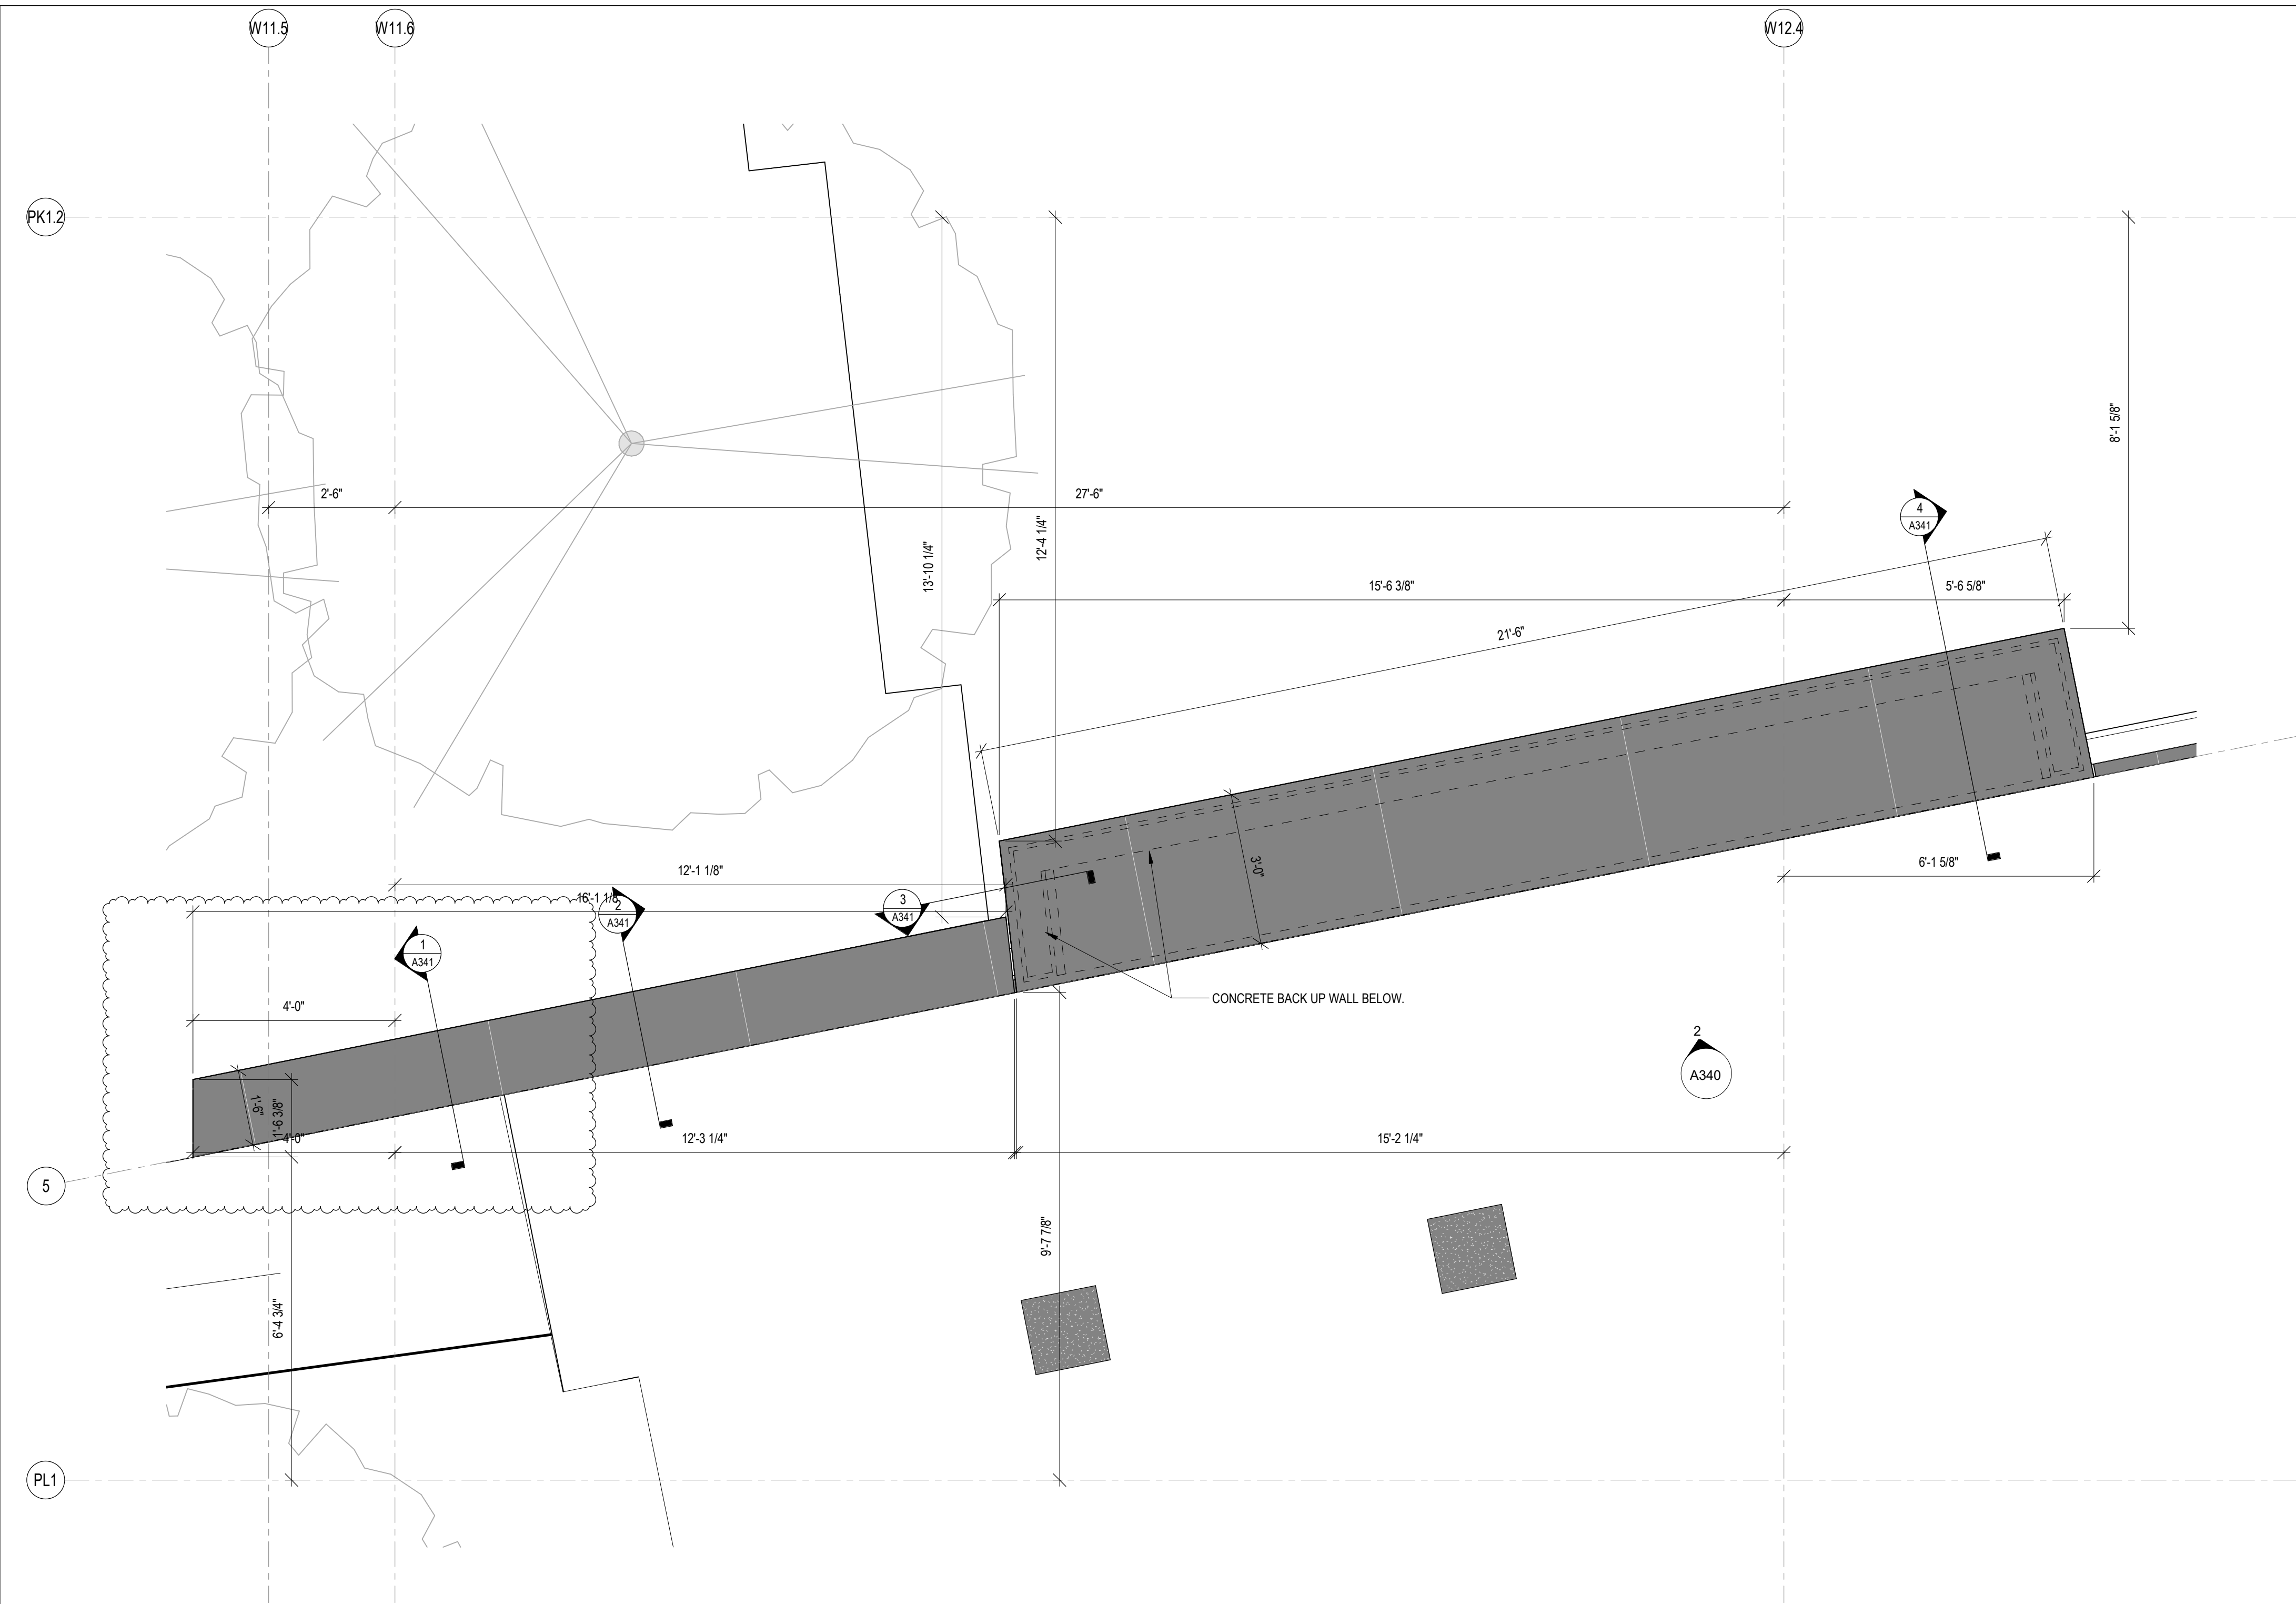 W11.5
W11.6
W12.4
PK1.2
8'-1 5/8"
2'-6"
27'-6"
4
A341
12'-4 1/4"
13'-10 1/4"
15'-6 3/8"
5'-6 5/8"
21'-6"
12'-1 1/8"
16'-1 1/8"
2
A341
3
A341
3'-0"
6'-1 5/8"
1
A341
CONCRETE BACK UP WALL BELOW.
4'-0"
2
A340
1'-6"
1'-6 3/8"
4'-0"
12'-3 1/4"
15'-2 1/4"
5
9'-7 7/8"
6'-4 3/4"
PL1